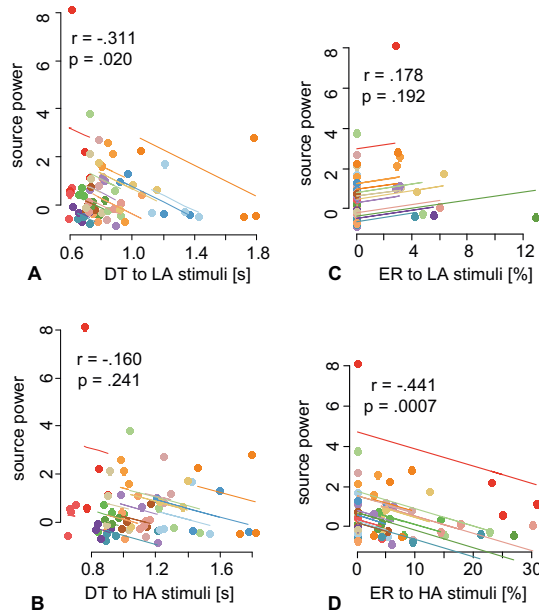 8
6
4
2
0
source power
r = -.311
p = .020
0.6
1.0
1.4
1.8
A
DT to LA stimuli [s]
8
6
4
2
0
source power
r = .178
p = .192
0
4
8
12
C
ER to LA stimuli [%]
8
6
4
2
0
source power
r = -.160
p = .241
0.8
1.2
1.6
B
DT to HA stimuli [s]
8
6
4
2
0
source power
r = -.441
p = .0007
0
10
20
30
D
ER to HA stimuli [%]